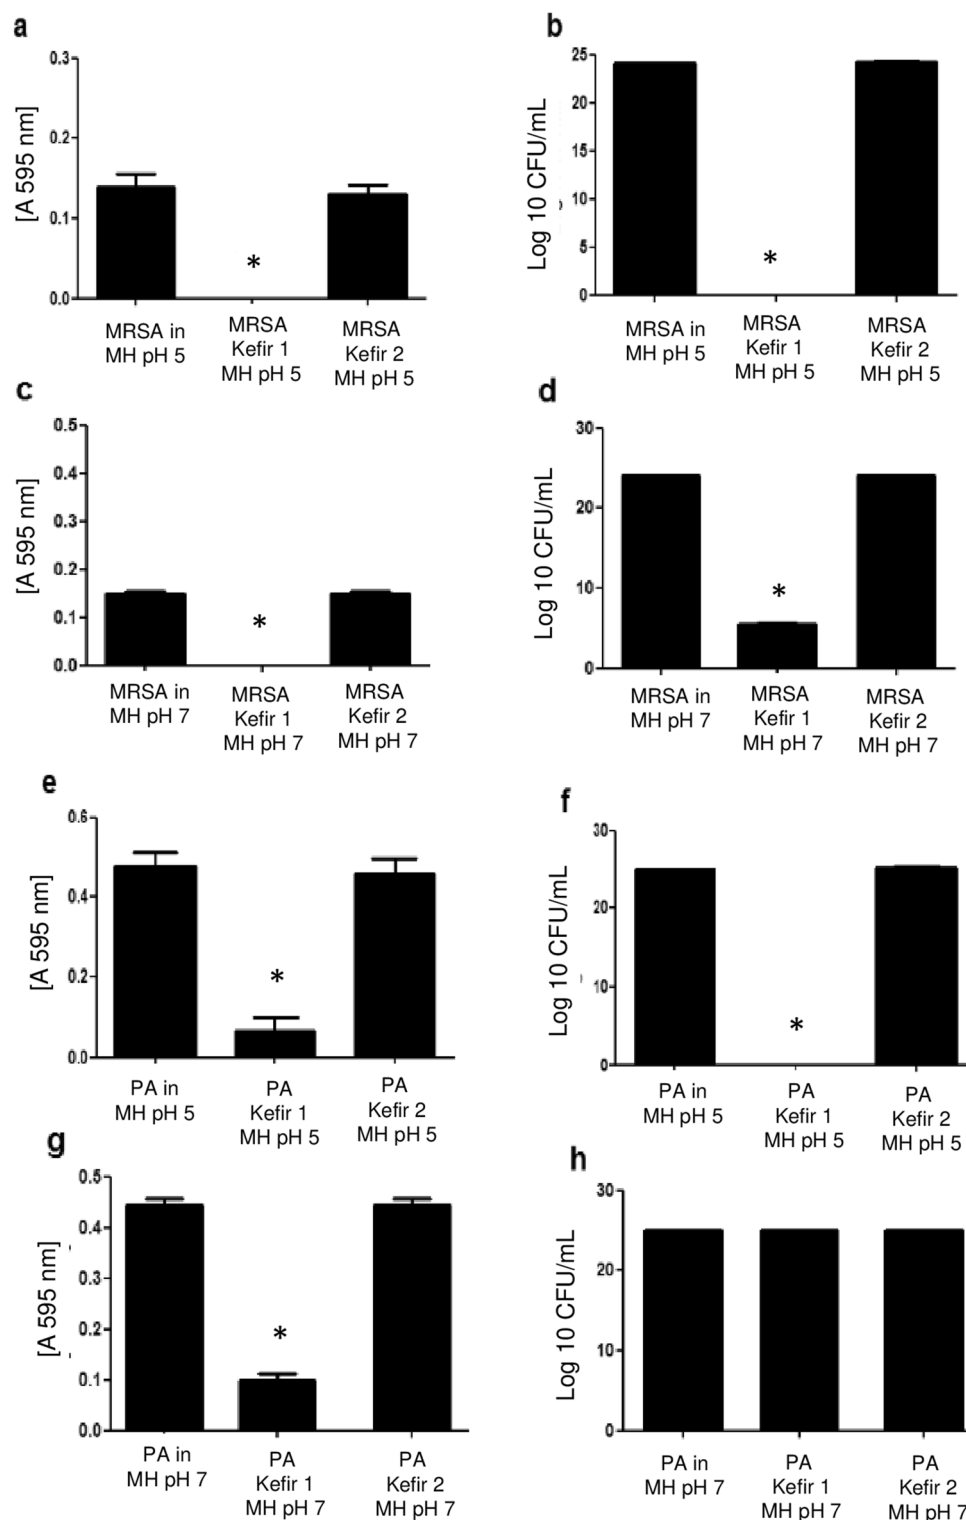 a
[A 595 nm]
0.3
0.2
0.1
0.0
*
MRSA in
MH pH 5
MRSA
Kefir 1
MH pH 5
MRSA
Kefir 2
MH pH 5
b
Log 10 CFU/mL
25
20
15
10
5
0
*
MRSA in
MH pH 5
MRSA
Kefir 1
MH pH 5
MRSA
Kefir 2
MH pH 5
c
[A 595 nm]
0.5
0.4
0.3
0.2
0.1
0.0
*
MRSA in
MH pH 7
MRSA
Kefir 1
MH pH 7
MRSA
Kefir 2
MH pH 7
d
Log 10 CFU/mL
30
20
10
0
*
MRSA in
MH pH 7
MRSA
Kefir 1
MH pH 7
MRSA
Kefir 2
MH pH 7
e
[A 595 nm]
0.6
0.4
0.2
0.0
*
PA in
MH pH 5
PA
Kefir 1
MH pH 5
PA
Kefir 2
MH pH 5
f
Log 10 CFU/mL
30
20
10
0
*
PA in
MH pH 5
PA
Kefir 1
MH pH 5
PA
Kefir 2
MH pH 5
g
[A 595 nm]
0.5
0.4
0.3
0.2
0.1
0.0
*
PA in
MH pH 7
PA
Kefir 1
MH pH 7
PA
Kefir 2
MH pH 7
h
Log 10 CFU/mL
30
20
10
0
PA in
MH pH 7
PA
Kefir 1
MH pH 7
PA
Kefir 2
MH pH 7